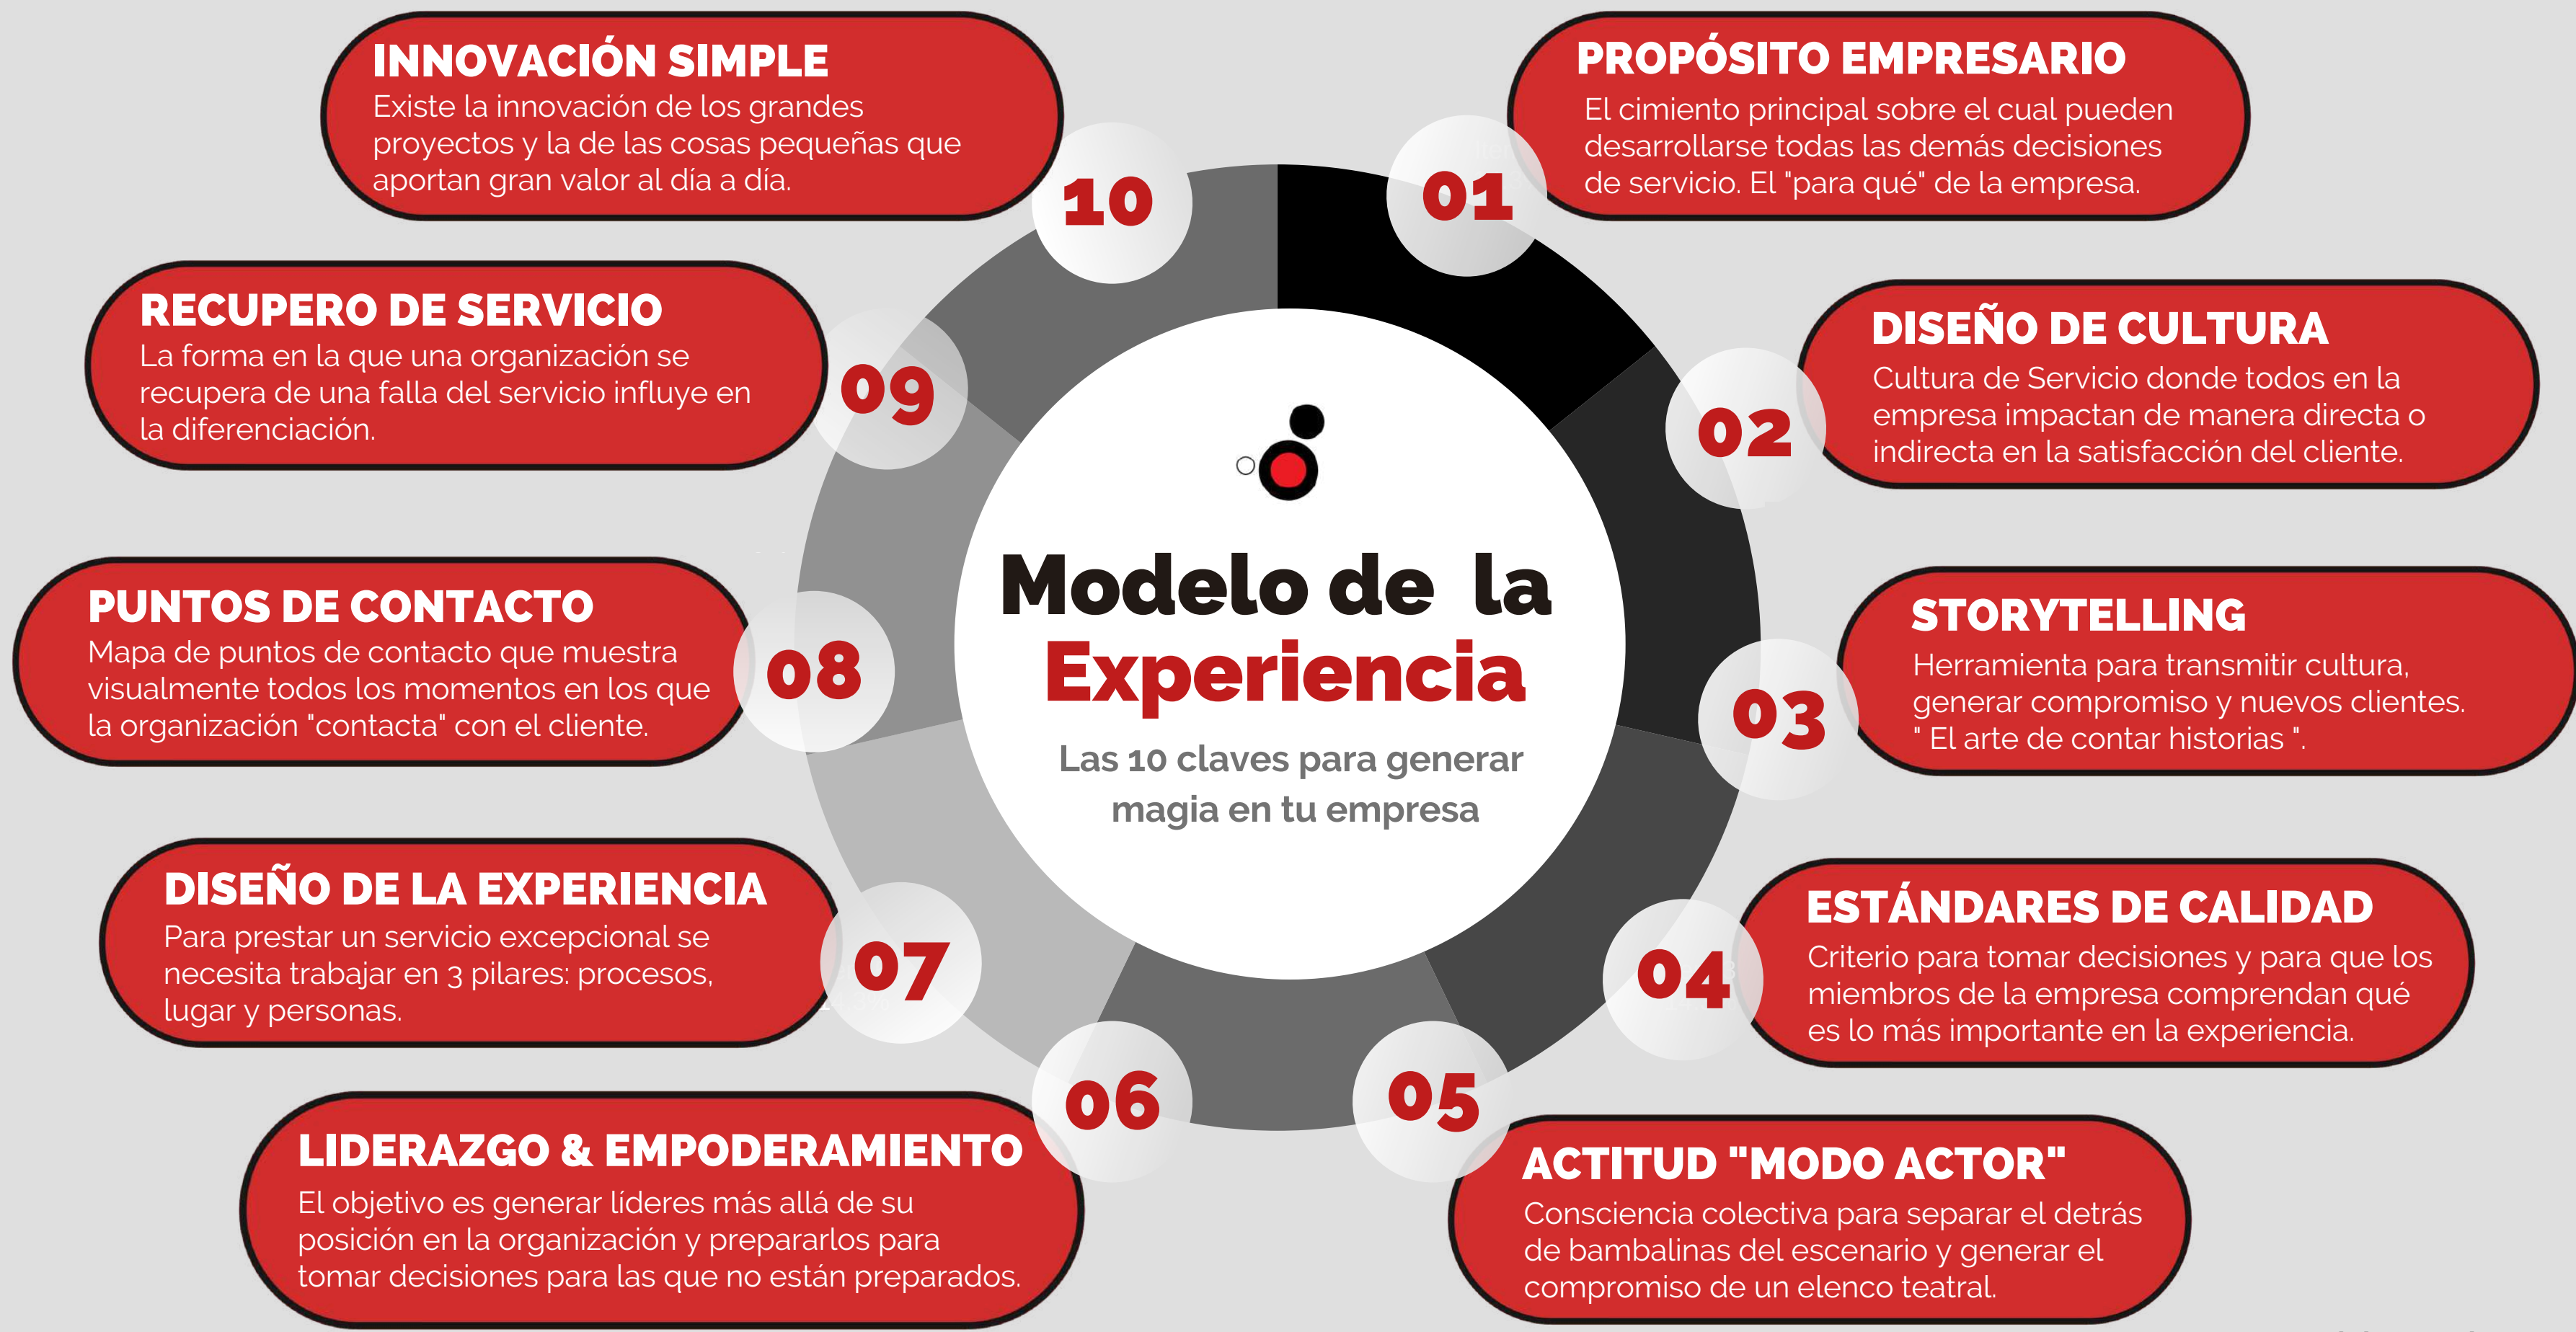 Modelo de la
Experiencia
Las 10 claves para generar
magia en tu empresa
01
PROPÓSITO EMPRESARIO
El cimiento principal sobre el cual pueden
desarrollarse todas las demás decisiones
de servicio. El "para qué" de la empresa.
02
DISEÑO DE CULTURA
Cultura de Servicio donde todos en la
empresa impactan de manera directa o
indirecta en la satisfacción del cliente.
03
STORYTELLING
Herramienta para transmitir cultura,
generar compromiso y nuevos clientes.
" El arte de contar historias ".
04
ESTÁNDARES DE CALIDAD
Criterio para tomar decisiones y para que los
miembros de la empresa comprendan qué
es lo más importante en la experiencia.
05
ACTITUD "MODO ACTOR"
Consciencia colectiva para separar el detrás
de bambalinas del escenario y generar el
compromiso de un elenco teatral.
06
LIDERAZGO & EMPODERAMIENTO
El objetivo es generar líderes más allá de su
posición en la organización y prepararlos para
tomar decisiones para las que no están preparados.
07
DISEÑO DE LA EXPERIENCIA
Para prestar un servicio excepcional se
necesita trabajar en 3 pilares: procesos,
lugar y personas.
08
PUNTOS DE CONTACTO
Mapa de puntos de contacto que muestra
visualmente todos los momentos en los que
la organización "contacta" con el cliente.
09
RECUPERO DE SERVICIO
La forma en la que una organización se
recupera de una falla del servicio influye en
la diferenciación.
10
INNOVACIÓN SIMPLE
Existe la innovación de los grandes
proyectos y la de las cosas pequeñas que
aportan gran valor al día a día.